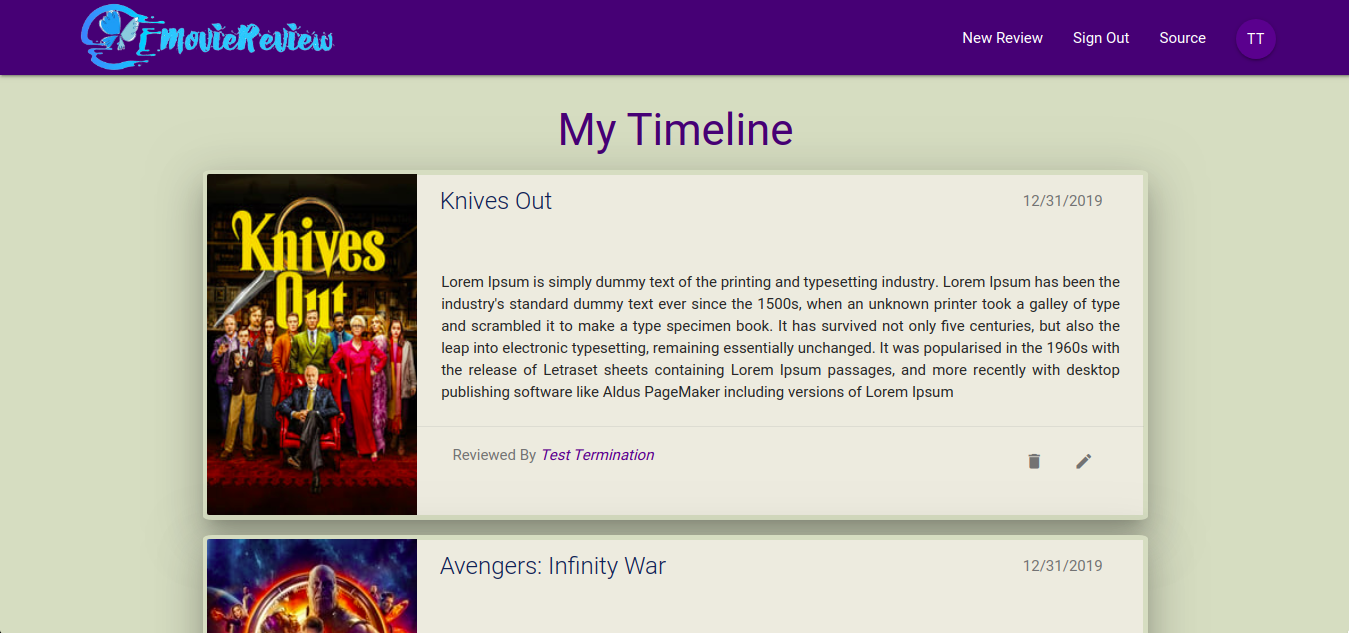 EMovieReview
New Review Sign Out Source TT
My Timeline
Knives Out
Knives
Out
12/31/2019
Lorem Ipsum is simply dummy text of the printing and typesetting industry. Lorem Ipsum has been the
industry's standard dummy text ever since the 1500s, when an unknown printer took a galley of type
and scrambled it to make a type specimen book. It has survived not only five centuries, but also the
leap into electronic typesetting, remaining essentially unchanged. It was popularised in the 1960s with
the release of Letraset sheets containing Lorem Ipsum passages, and more recently with desktop
publishing software like Aldus PageMaker including versions of Lorem Ipsum
Reviewed By Test Termination
Avengers: Infinity War
12/31/2019